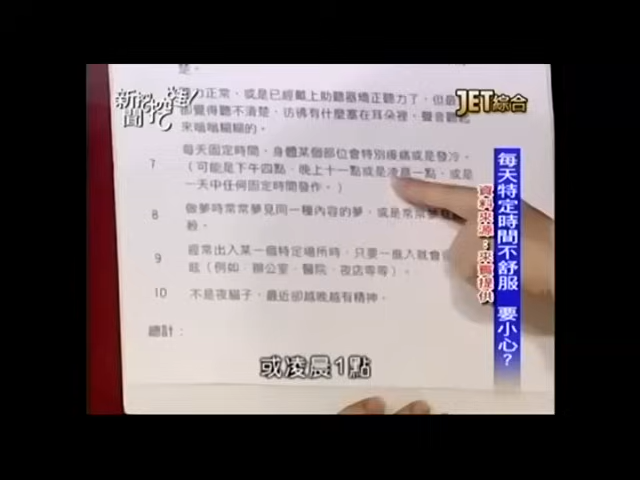 新聞挖挖哇!
JET綜合
楚。
力正常、或是已經戴上助聽器矯正聽力了，但最
卻覺得聽不清楚，彷彿有什麼塞在耳朵裡，聲音聽起
來嗡嗡糊糊的。
7 每天固定時間，身體某個部位會特別痠痛或是發冷。
（可能是下午四點、晚上十一點或是凌晨一點，或是
一天中任何固定時間發作。）
8 做夢時常常夢見同一種內容的夢，或是常常夢
9 經常出入某一個特定場所時，只要一進入就會
眩（例如：辦公室、醫院、夜店等等）。
10 不是夜貓子，最近卻越晚越有精神。
總計：
每天特定時間不舒服 要小心？
資料來源：來賓提供
或凌晨1點